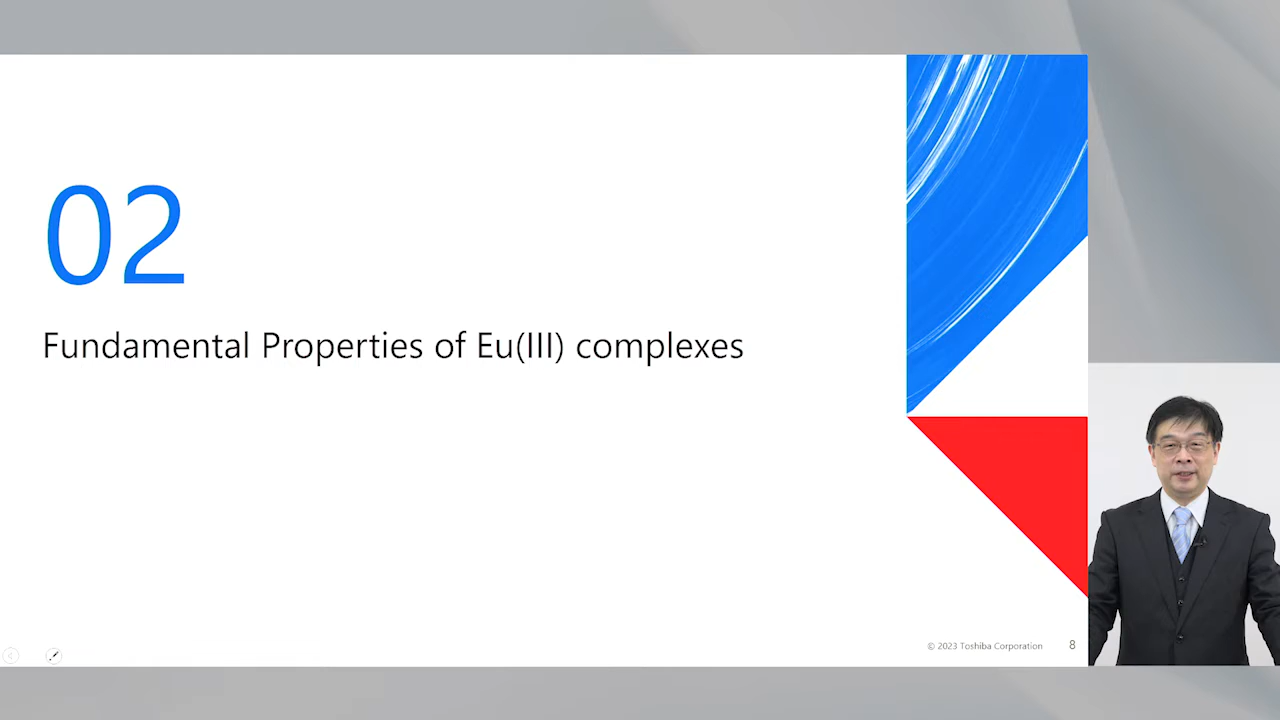 02
Fundamental Properties of Eu(III) complexes
© 2023 Toshiba Corporation
8